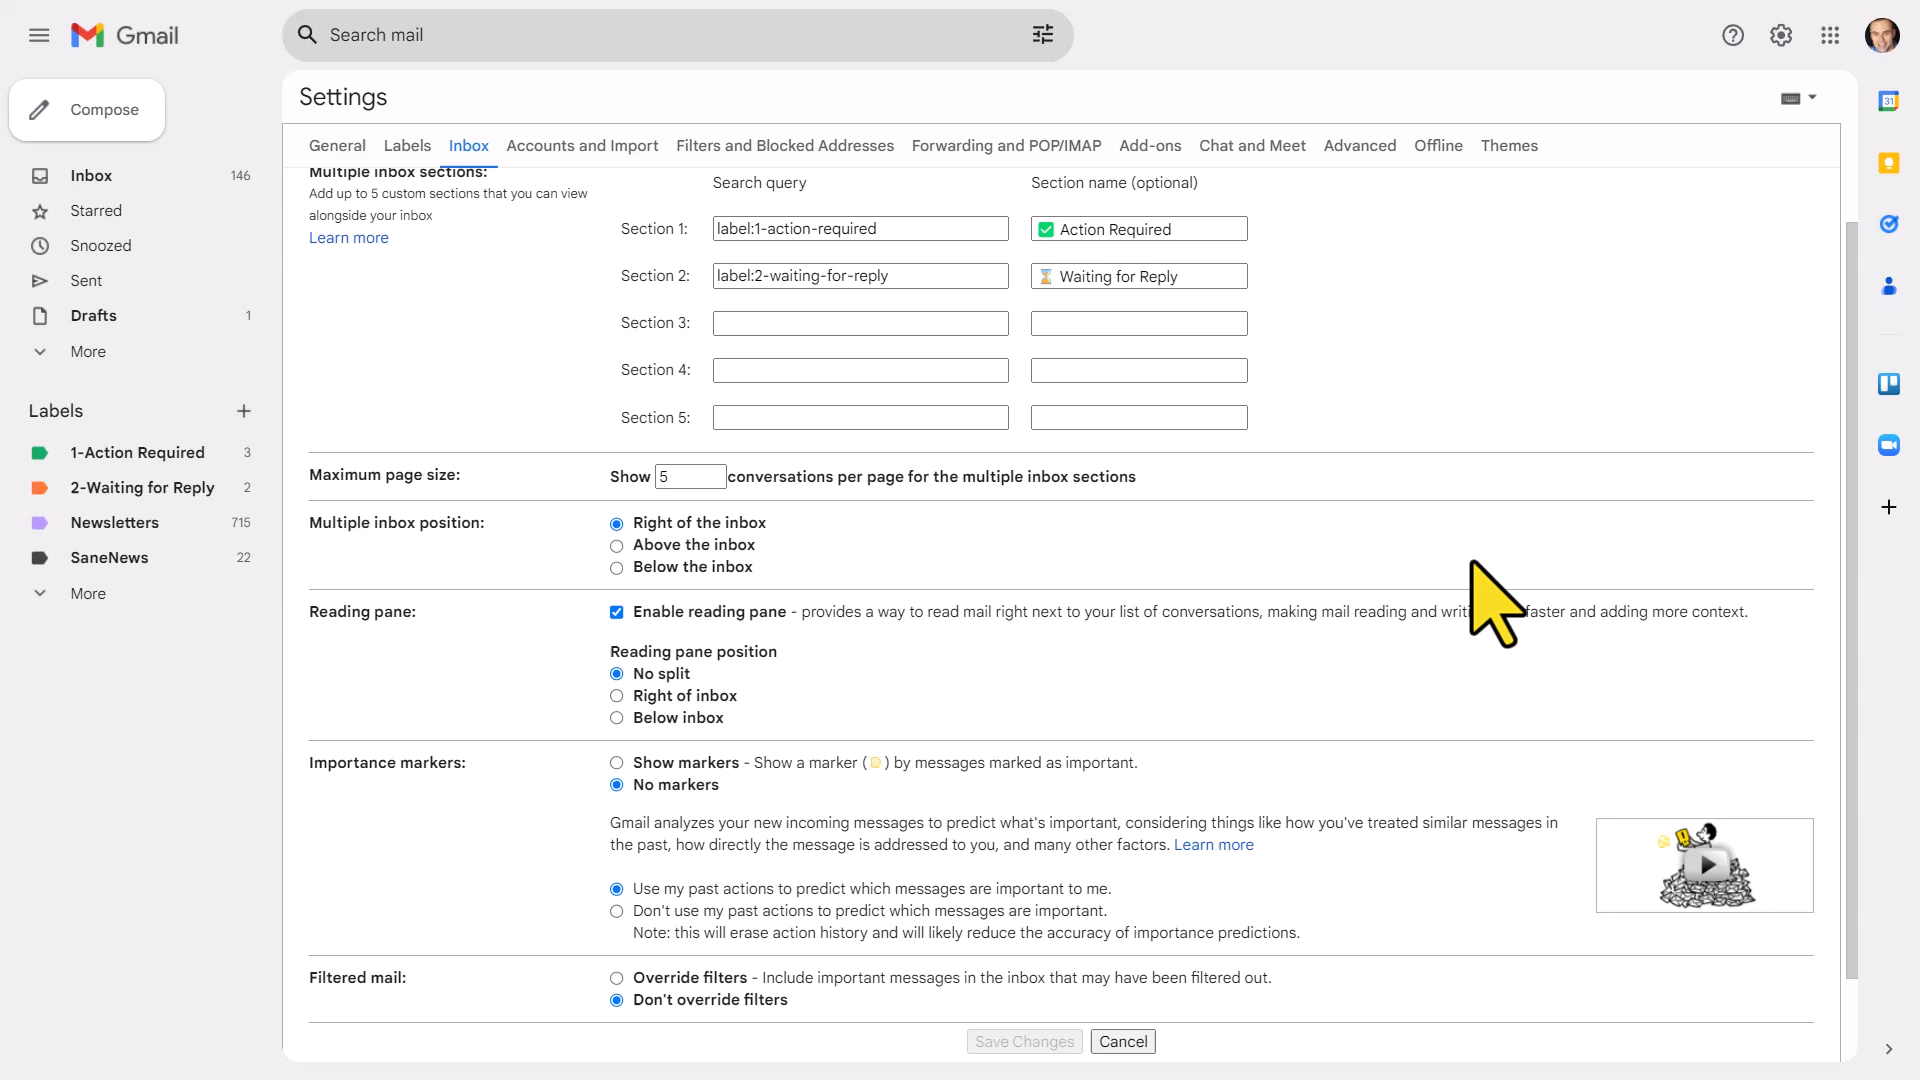 Gmail
Search mail
Compose
Inbox 146
Starred
Snoozed
Sent
Drafts 1
More
Labels
1-Action Required 3
2-Waiting for Reply 2
Newsletters 715
SaneNews 22
More
Settings
General Labels Inbox Accounts and Import Filters and Blocked Addresses Forwarding and POP/IMAP Add-ons Chat and Meet Advanced Offline Themes
Multiple inbox sections:
Add up to 5 custom sections that you can view
alongside your inbox
Learn more
Search query Section name (optional)
Section 1: label:1-action-required ✅ Action Required
Section 2: label:2-waiting-for-reply ⏳ Waiting for Reply
Section 3:
Section 4:
Section 5:
Maximum page size: Show 5 conversations per page for the multiple inbox sections
Multiple inbox position: Right of the inbox
Above the inbox
Below the inbox
Reading pane: Enable reading pane - provides a way to read mail right next to your list of conversations, making mail reading and writi faster and adding more context.
Reading pane position
No split
Right of inbox
Below inbox
Importance markers: Show markers - Show a marker ( ) by messages marked as important.
No markers
Gmail analyzes your new incoming messages to predict what's important, considering things like how you've treated similar messages in
the past, how directly the message is addressed to you, and many other factors. Learn more
Use my past actions to predict which messages are important to me.
Don't use my past actions to predict which messages are important.
Note: this will erase action history and will likely reduce the accuracy of importance predictions.
Filtered mail: Override filters - Include important messages in the inbox that may have been filtered out.
Don't override filters
Save Changes Cancel
31